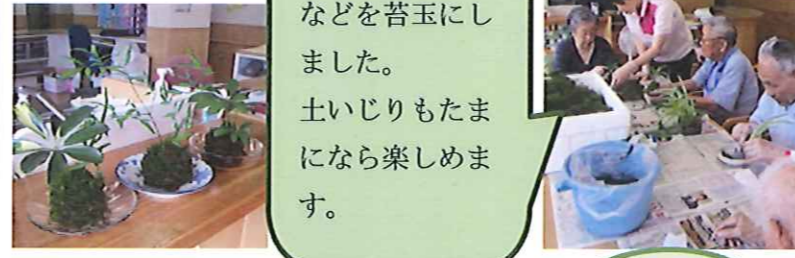 などを苔玉にし
ました。
土いじりもたま
になら楽しめま
す。